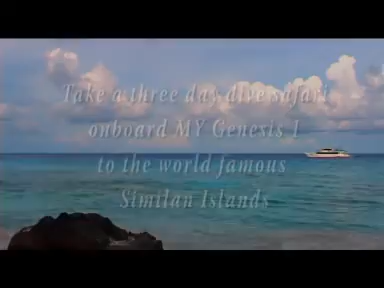 Take a three day dive safari
onboard MY Genesis 1
to the world famous
Similan Islands